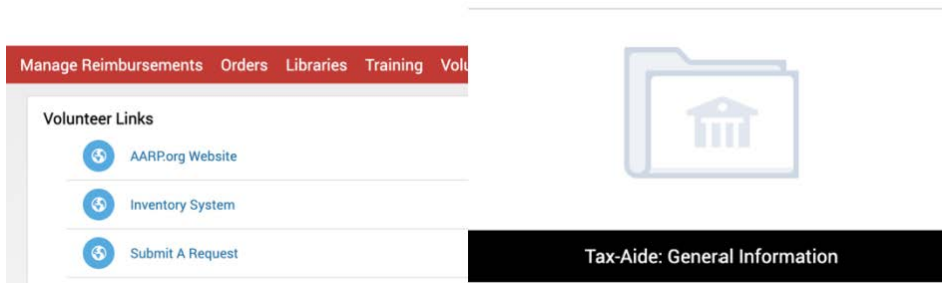 Manage Reimbursements Orders Libraries Training
Volunteer Links
AARP.org Website
Inventory System
Submit A Request
Tax-Aide: General Information